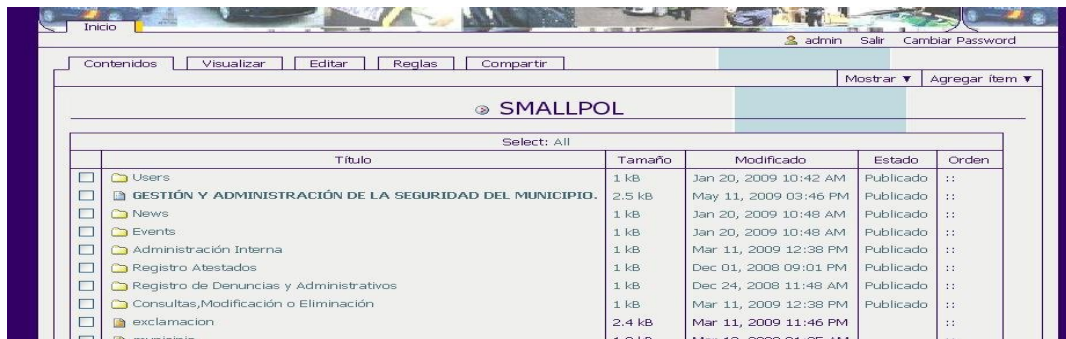 Inicio
admin Salir Cambiar Password
Contenidos Visualizar Editar Reglas Compartir
Mostrar ▼ Agregar ítem ▼
SMALLPOL
Select: All
Título Tamaño Modificado Estado Orden
Users 1 kB Jan 20, 2009 10:42 AM Publicado ::
GESTIÓN Y ADMINISTRACIÓN DE LA SEGURIDAD DEL MUNICIPIO. 2.5 kB May 11, 2009 03:46 PM Publicado ::
News 1 kB Jan 20, 2009 10:48 AM Publicado ::
Events 1 kB Jan 20, 2009 10:48 AM Publicado ::
Administración Interna 1 kB Mar 11, 2009 12:38 PM Publicado ::
Registro Atestados 1 kB Dec 01, 2008 09:01 PM Publicado ::
Registro de Denuncias y Administrativos 1 kB Dec 24, 2008 11:48 AM Publicado ::
Consultas,Modificación o Eliminación 1 kB Mar 11, 2009 12:38 PM Publicado ::
exclamacion 2.4 kB Mar 11, 2009 11:46 PM ::